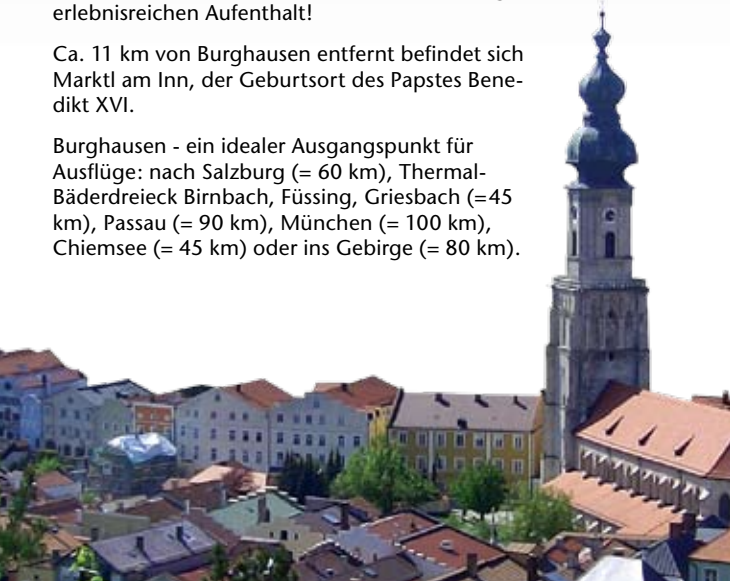 erlebnisreichen Aufenthalt!
Ca. 11 km von Burghausen entfernt befindet sich
Marktl am Inn, der Geburtsort des Papstes Bene-
dikt XVI.
Burghausen - ein idealer Ausgangspunkt für
Ausflüge: nach Salzburg (= 60 km), Thermal-
Bäderdreieck Birnbach, Füssing, Griesbach (=45
km), Passau (= 90 km), München (= 100 km),
Chiemsee (= 45 km) oder ins Gebirge (= 80 km).